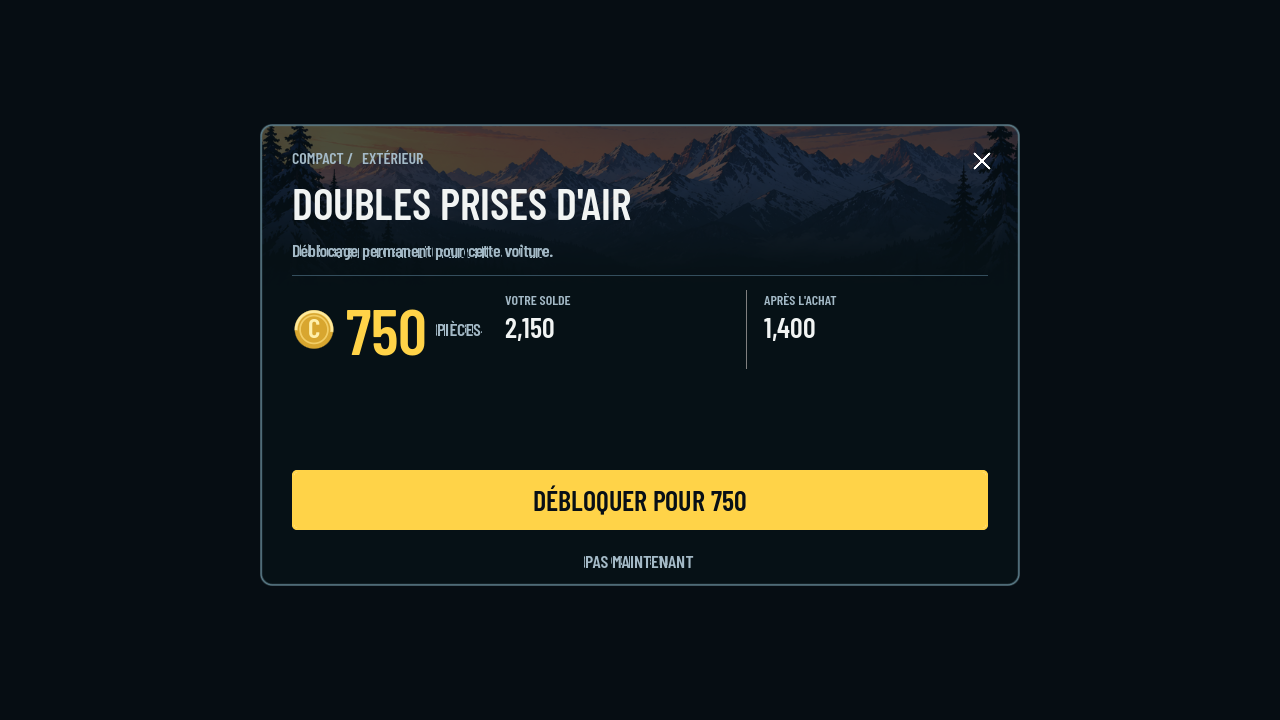 COMPACT / EXTÉRIEUR
DOUBLES PRISES D'AIR
Déblocage permanent pour cette voiture.
C 750 PIÈCES
VOTRE SOLDE
2,150
APRÈS L'ACHAT
1,400
DÉBLOQUER POUR 750
PAS MAINTENANT